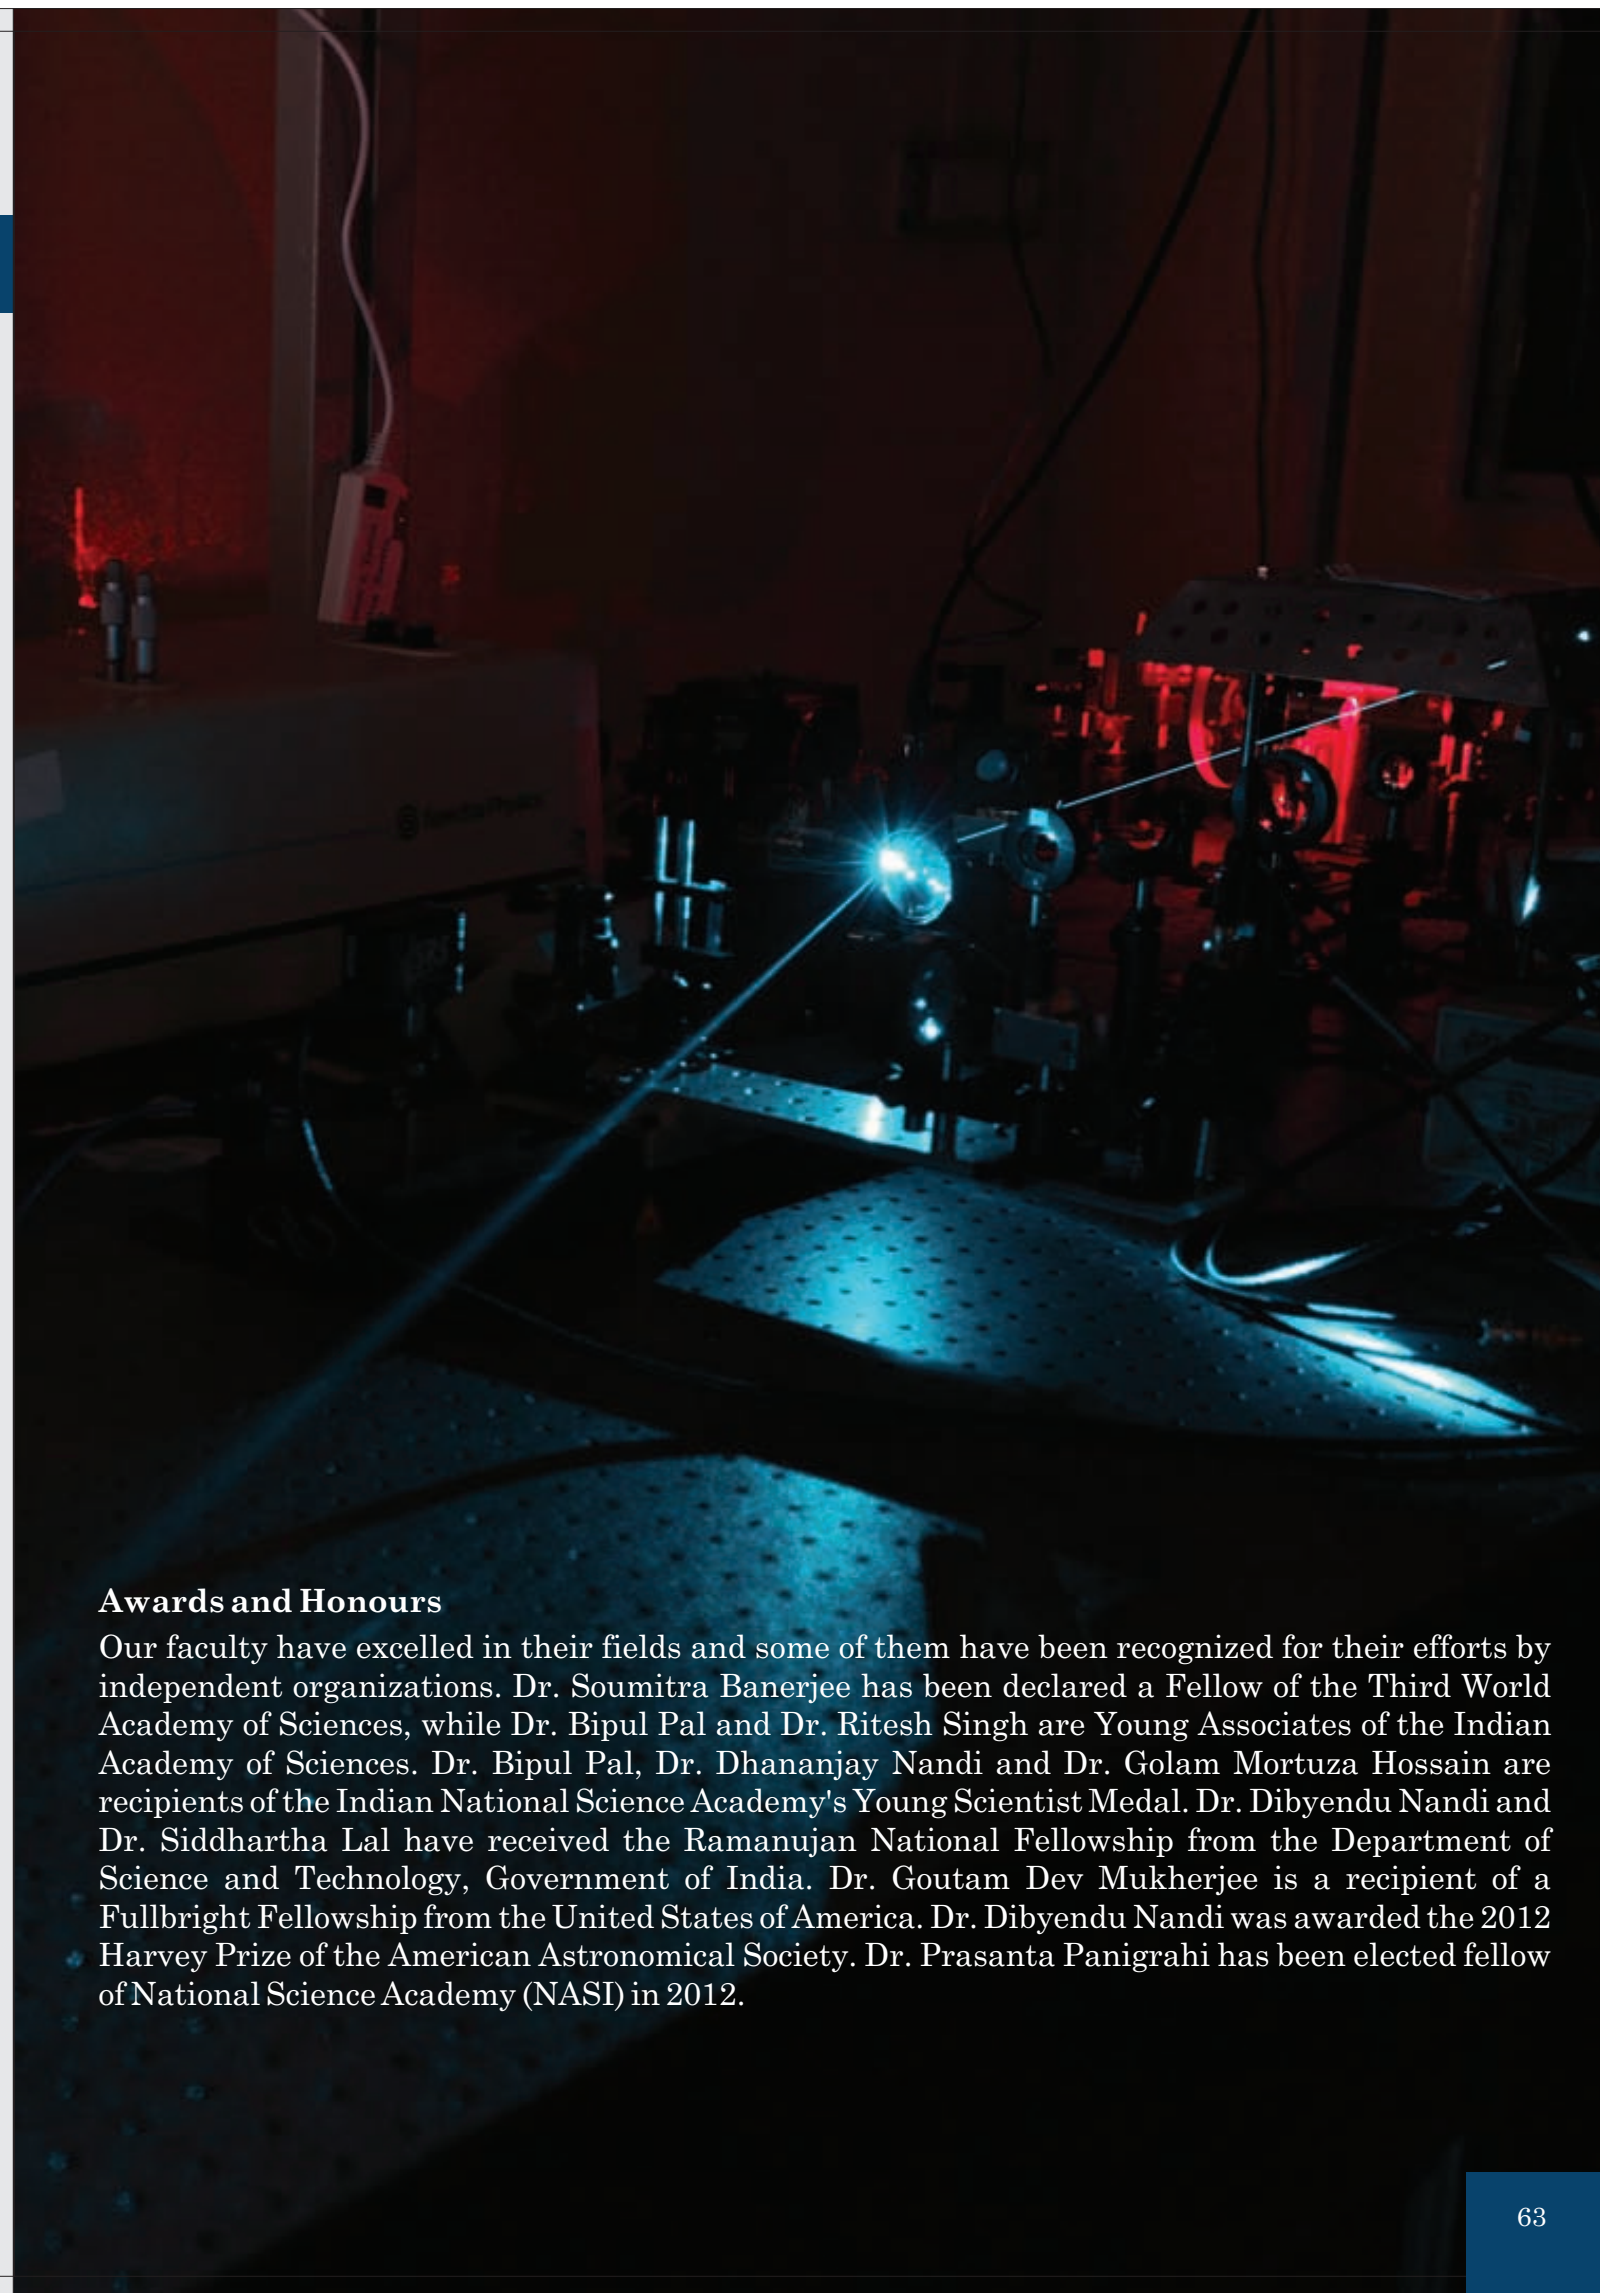 Awards and Honours
Our faculty have excelled in their fields and some of them have been recognized for their efforts by
independent organizations. Dr. Soumitra Banerjee has been declared a Fellow of the Third World
Academy of Sciences, while Dr. Bipul Pal and Dr. Ritesh Singh are Young Associates of the Indian
Academy of Sciences. Dr. Bipul Pal, Dr. Dhananjay Nandi and Dr. Golam Mortuza Hossain are
recipients of the Indian National Science Academy's Young Scientist Medal. Dr. Dibyendu Nandi and
Dr. Siddhartha Lal have received the Ramanujan National Fellowship from the Department of
Science and Technology, Government of India. Dr. Goutam Dev Mukherjee is a recipient of a
Fullbright Fellowship from the United States of America. Dr. Dibyendu Nandi was awarded the 2012
Harvey Prize of the American Astronomical Society. Dr. Prasanta Panigrahi has been elected fellow
of National Science Academy (NASI) in 2012.
63